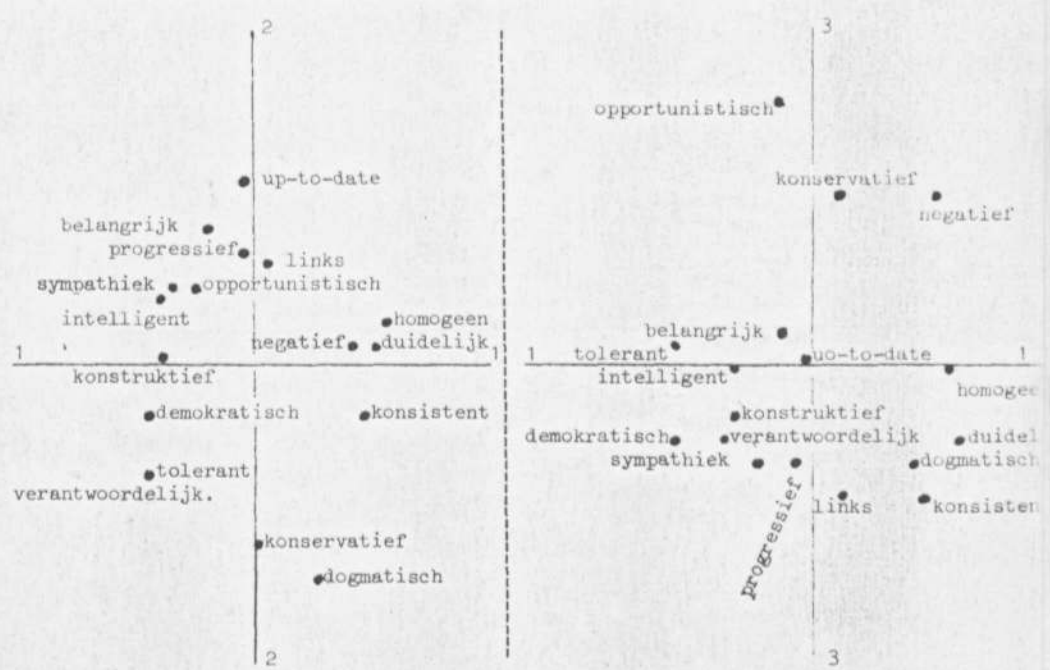 2
up-to-date
belangrijk
progressief
links
sympathiek
opportunistisch
intelligent
homogeen
negatief
duidelijk
1
1
konstruktief
demokratisch
konsistent
tolerant
verantwoordelijk.
konservatief
dogmatisch
2
3
opportunistisch
konservatief
negatief
belangrijk
1
tolerant
uo-to-date
1
intelligent
homogee
konstruktief
demokratisch
verantwoordelijk
duidel
sympathiek
dogmatisch
progressief
links
konsisten
3